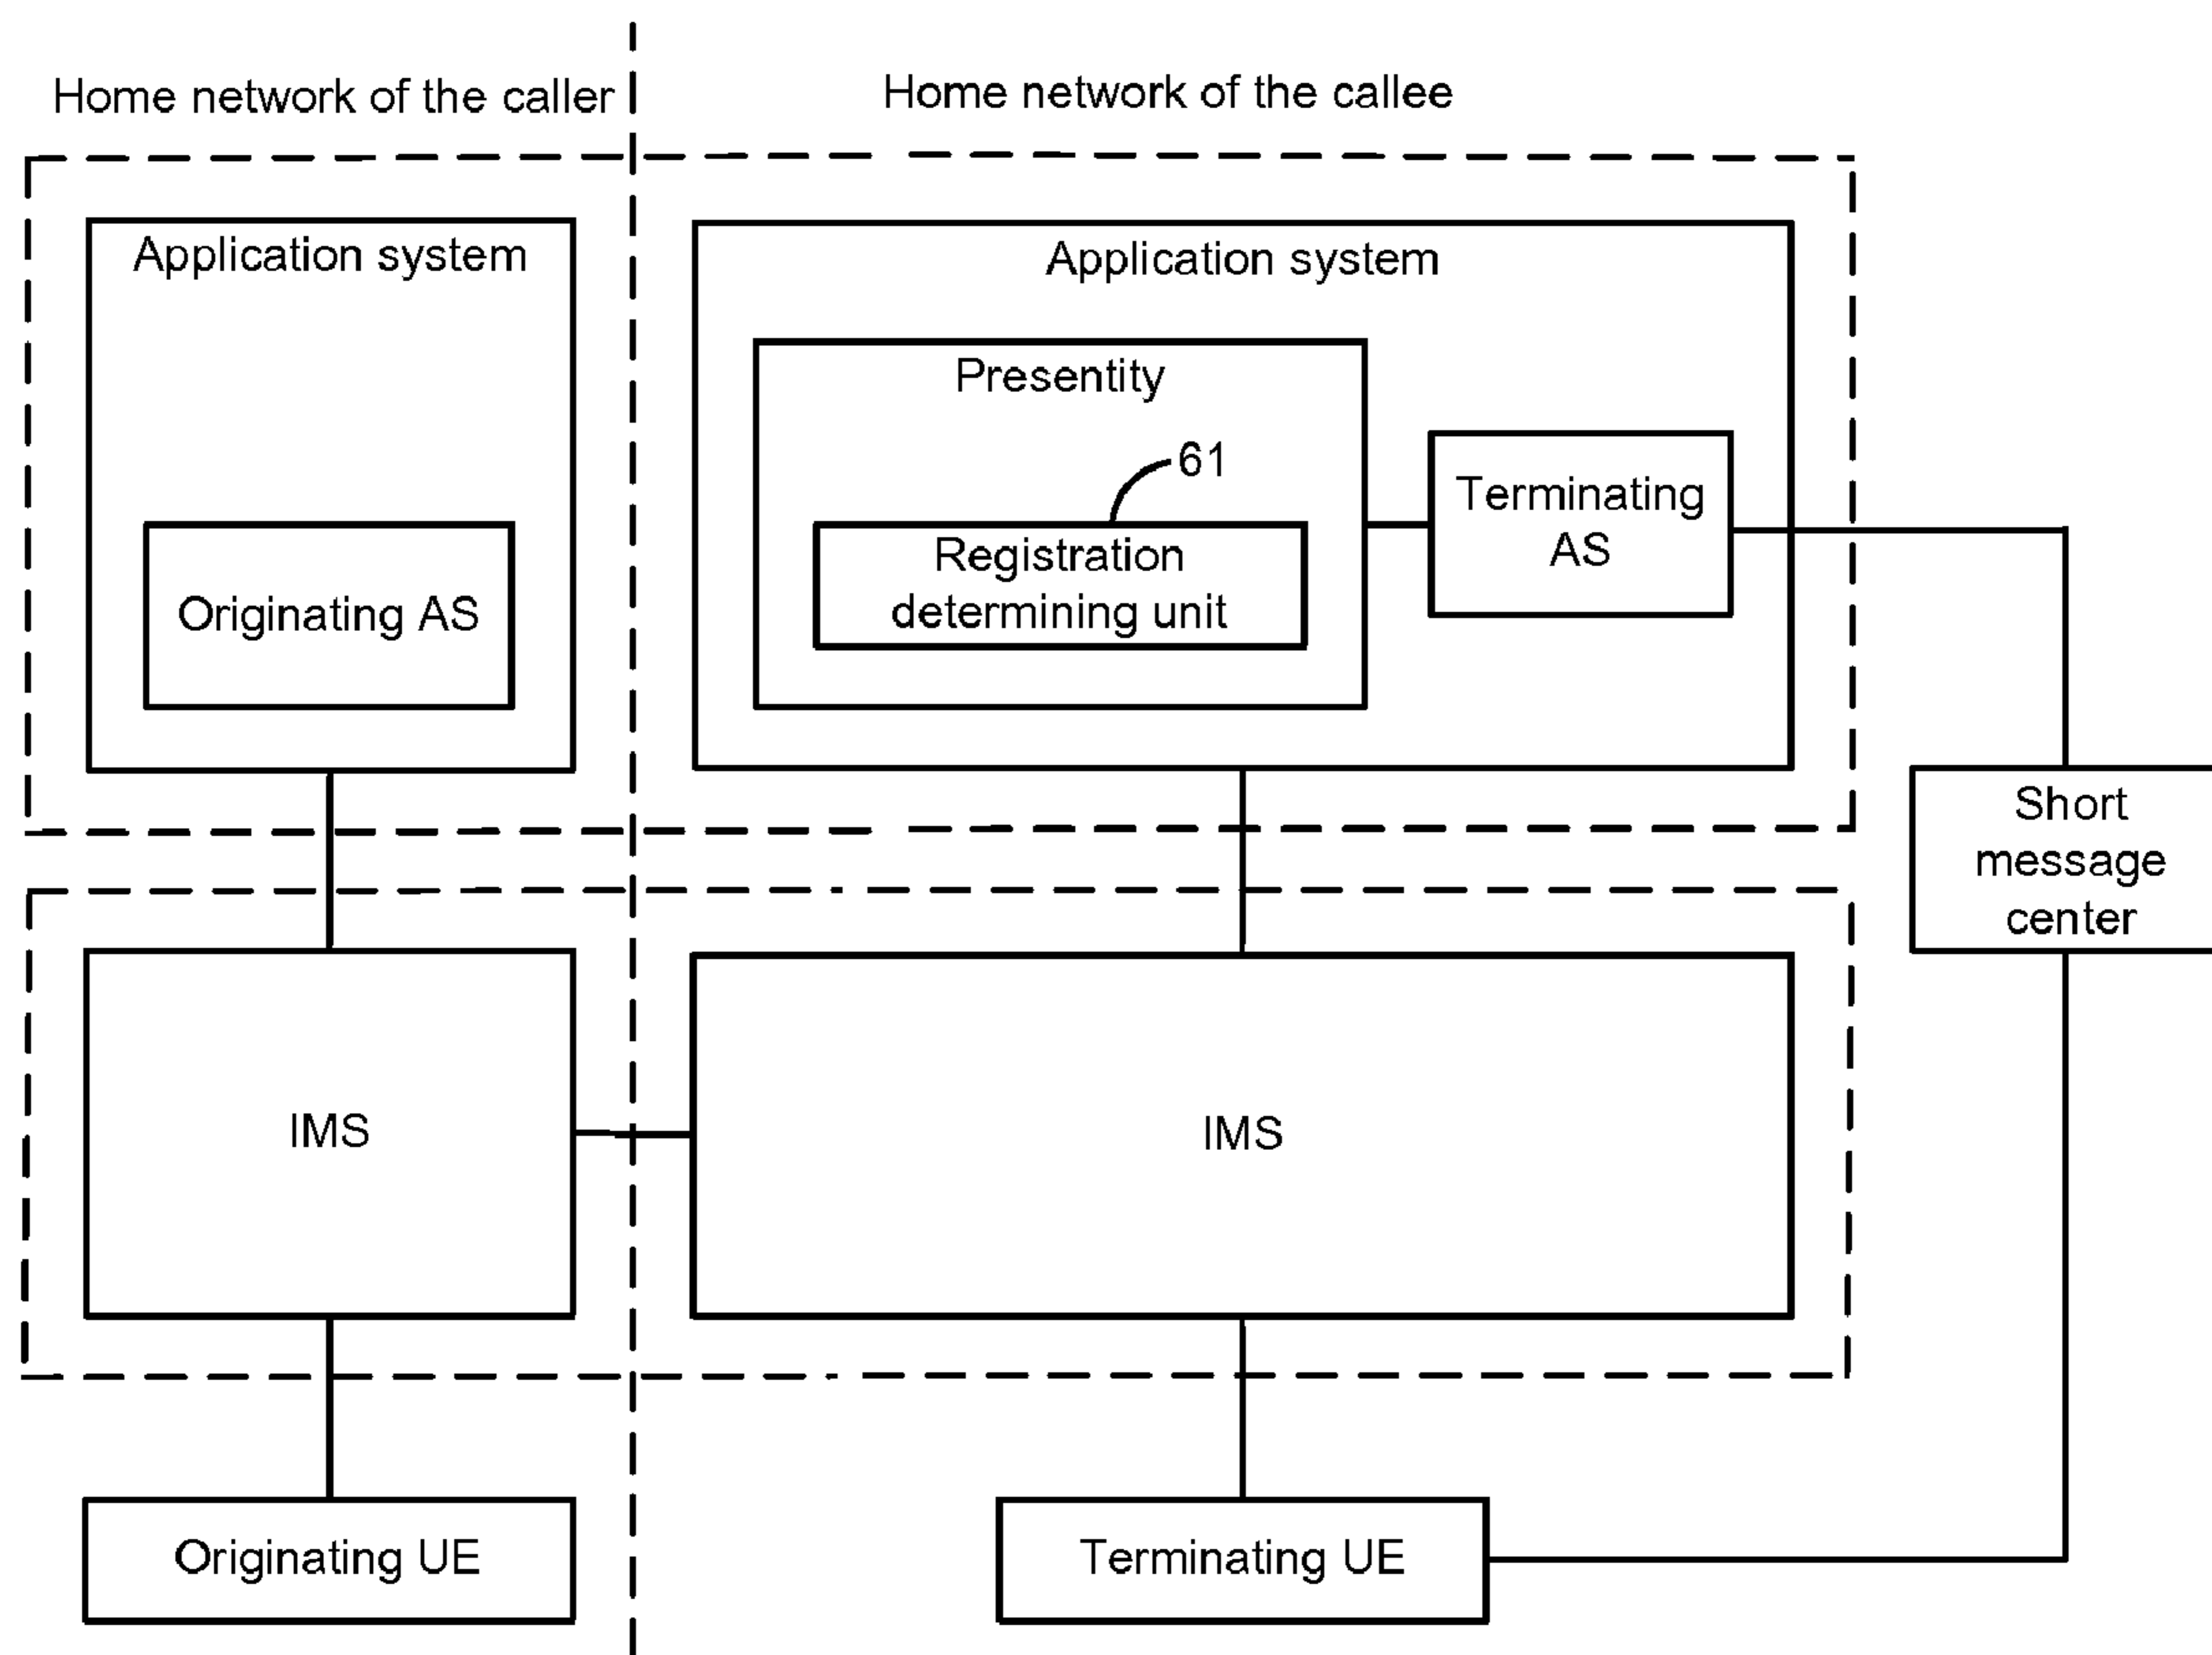 Home network of the caller
Home network of the callee
Application system
Originating AS
Application system
Presentity
61
Registration
determining unit
Terminating
AS
Short
message
center
IMS
IMS
Originating UE
Terminating UE